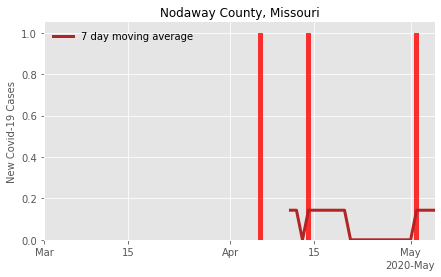 Nodaway County, Missouri
7 day moving average
New Covid-19 Cases
1.0
0.8
0.6
0.4
0.2
0.0
Mar
15
Apr
15
May
2020-May